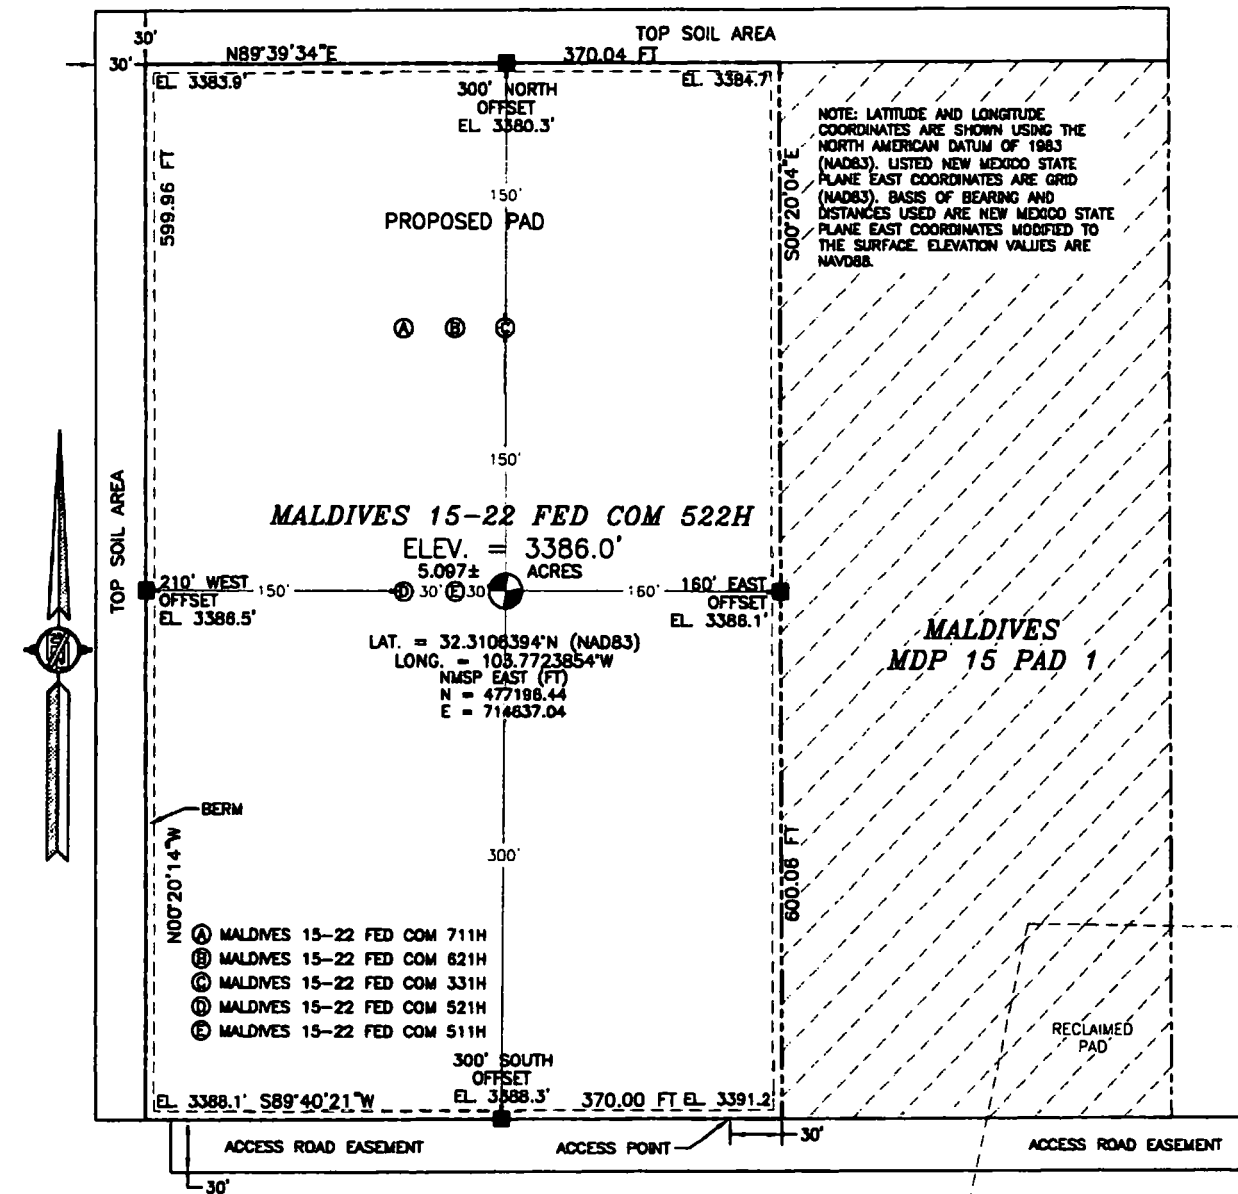 TOP SOIL AREA
30'
30'
N89°39'34"E
370.04 FT
EL. 3383.9'
EL. 3384.7'
300' NORTH
OFFSET
EL. 3380.3'
NOTE: LATITUDE AND LONGITUDE
COORDINATES ARE SHOWN USING THE
NORTH AMERICAN DATUM OF 1983
(NAD83). LISTED NEW MEXICO STATE
PLANE EAST COORDINATES ARE GRID
(NAD83). BASIS OF BEARING AND
DISTANCES USED ARE NEW MEXICO STATE
PLANE EAST COORDINATES MODIFIED TO
THE SURFACE. ELEVATION VALUES ARE
NAVD88.
599.96 FT
S00°20'04"E
150'
PROPOSED PAD
A B C
150'
MALDIVES 15-22 FED COM 522H
ELEV. = 3386.0'
5.097± ACRES
TOP SOIL AREA
210' WEST
OFFSET
EL. 3386.5'
150'
D 30' E 30'
160'
160' EAST
OFFSET
EL. 3386.1'
LAT. = 32.3106394°N (NAD83)
LONG. = 103.7723854°W
NMSP EAST (FT)
N = 477196.44
E = 714637.04
MALDIVES
MDP 15 PAD 1
BERM
N00°20'14"W
300'
600.06 FT
A MALDIVES 15-22 FED COM 711H
B MALDIVES 15-22 FED COM 621H
C MALDIVES 15-22 FED COM 331H
D MALDIVES 15-22 FED COM 521H
E MALDIVES 15-22 FED COM 511H
RECLAIMED
PAD
300' SOUTH
OFFSET
EL. 3388.3'
EL. 3388.1'
S89°40'21"W
370.00 FT
EL. 3391.2'
ACCESS ROAD EASEMENT
ACCESS POINT
30'
ACCESS ROAD EASEMENT
30'